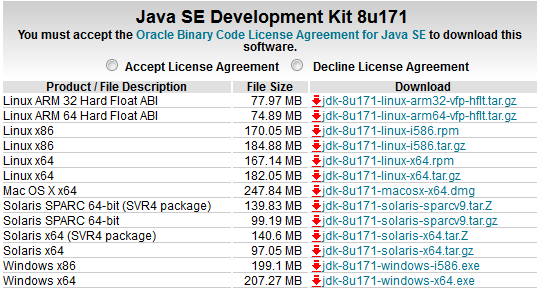 Java SE Development Kit 8u171
You must accept the Oracle Binary Code License Agreement for Java SE to download this
software.
Accept License Agreement Decline License Agreement
Product / File Description File Size Download
Linux ARM 32 Hard Float ABI 77.97 MB jdk-8u171-linux-arm32-vfp-hflt.tar.gz
Linux ARM 64 Hard Float ABI 74.89 MB jdk-8u171-linux-arm64-vfp-hflt.tar.gz
Linux x86 170.05 MB jdk-8u171-linux-i586.rpm
Linux x86 184.88 MB jdk-8u171-linux-i586.tar.gz
Linux x64 167.14 MB jdk-8u171-linux-x64.rpm
Linux x64 182.05 MB jdk-8u171-linux-x64.tar.gz
Mac OS X x64 247.84 MB jdk-8u171-macosx-x64.dmg
Solaris SPARC 64-bit (SVR4 package) 139.83 MB jdk-8u171-solaris-sparcv9.tar.Z
Solaris SPARC 64-bit 99.19 MB jdk-8u171-solaris-sparcv9.tar.gz
Solaris x64 (SVR4 package) 140.6 MB jdk-8u171-solaris-x64.tar.Z
Solaris x64 97.05 MB jdk-8u171-solaris-x64.tar.gz
Windows x86 199.1 MB jdk-8u171-windows-i586.exe
Windows x64 207.27 MB jdk-8u171-windows-x64.exe